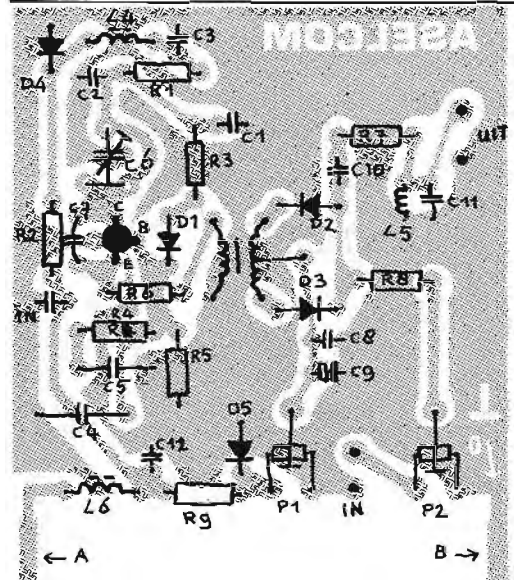 L4
C3
ASELCOM
D4
C2
R1
C1
R7
UIT
C6
R3
C10
C11
C7
C
B
D1
D2
L5
R2
E
D3
R8
IN
R6
R4
C8
R5
C5
C9
C4
D5
C12
L6
R9
P1
IN
P2
← A
B →